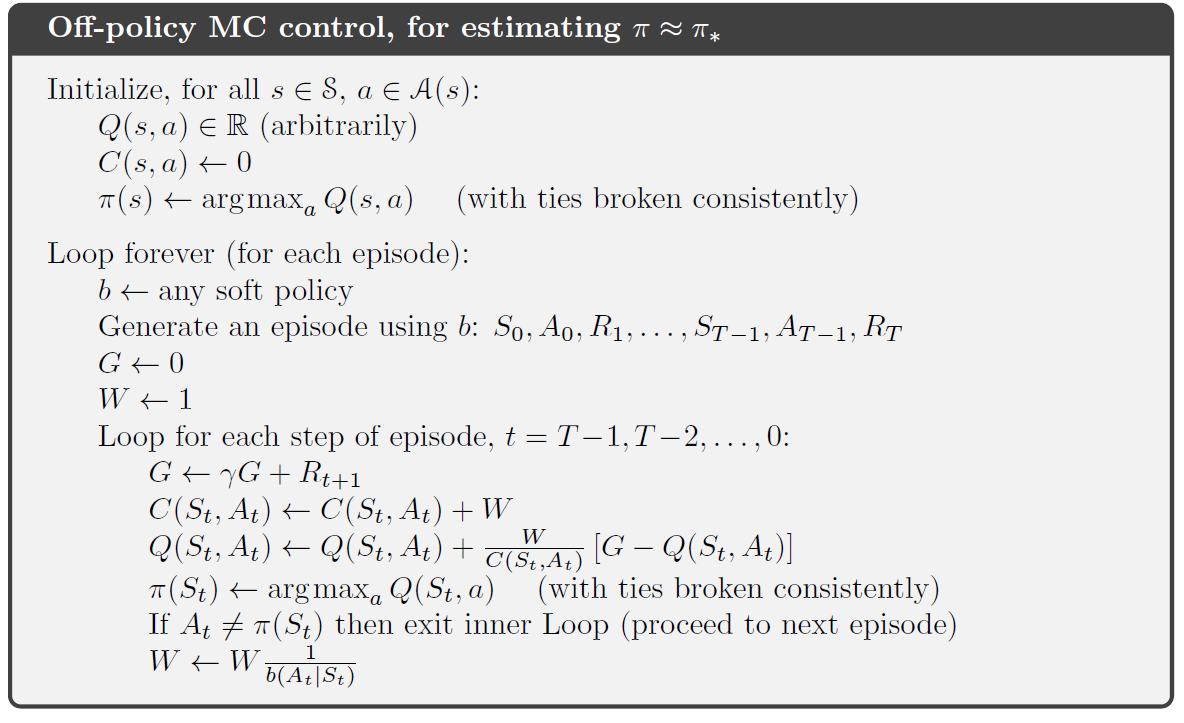 Off-policy MC control, for estimating π ≈ π∗
Initialize, for all s ∈ 𝒮, a ∈ 𝒜(s):
Q(s, a) ∈ ℝ (arbitrarily)
C(s, a) ← 0
π(s) ← argmaxₐ Q(s, a) (with ties broken consistently)
Loop forever (for each episode):
b ← any soft policy
Generate an episode using b: S_0, A_0, R_1, . . . , S_{T−1}, A_{T−1}, R_T
G ← 0
W ← 1
Loop for each step of episode, t = T−1, T−2, . . . , 0:
G ← γG + R_{t+1}
C(S_t, A_t) ← C(S_t, A_t) + W
Q(S_t, A_t) ← Q(S_t, A_t) + \frac{W}{C(S_t,A_t)} [G − Q(S_t, A_t)]
π(S_t) ← argmaxₐ Q(S_t, a) (with ties broken consistently)
If A_t ≠ π(S_t) then exit inner Loop (proceed to next episode)
W ← W \frac{1}{b(A_t|S_t)}